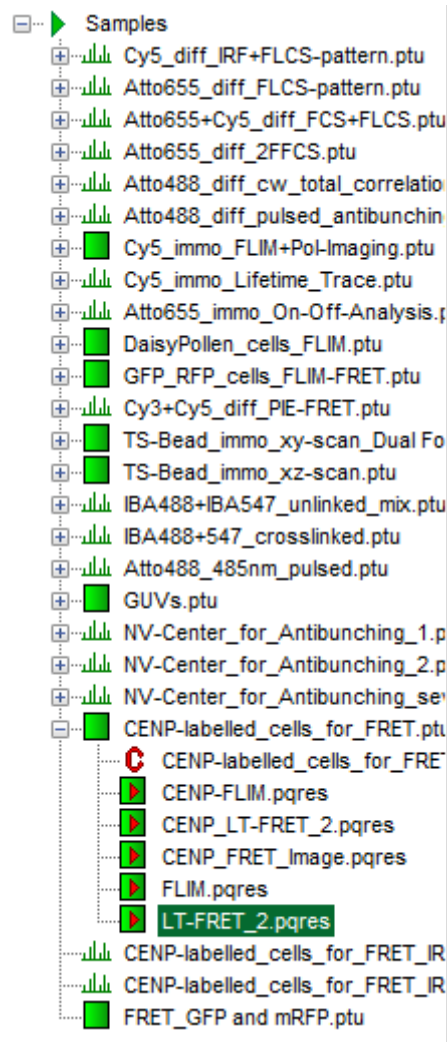 Samples
Cy5_diff_IRF+FLCS-pattern.ptu
Atto655_diff_FLCS-pattern.ptu
Atto655+Cy5_diff_FCS+FLCS.ptu
Atto655_diff_2FFCS.ptu
Atto488_diff_cw_total_correlatio
Atto488_diff_pulsed_antibunchin
Cy5_immo_FLIM+Pol-Imaging.ptu
Cy5_immo_Lifetime_Trace.ptu
Atto655_immo_On-Off-Analysis.p
DaisyPollen_cells_FLIM.ptu
GFP_RFP_cells_FLIM-FRET.ptu
Cy3+Cy5_diff_PIE-FRET.ptu
TS-Bead_immo_xy-scan_Dual Fo
TS-Bead_immo_xz-scan.ptu
IBA488+IBA547_unlinked_mix.ptu
IBA488+547_crosslinked.ptu
Atto488_485nm_pulsed.ptu
GUVs.ptu
NV-Center_for_Antibunching_1.p
NV-Center_for_Antibunching_2.p
NV-Center_for_Antibunching_sev
CENP-labelled_cells_for_FRET.ptu
C CENP-labelled_cells_for_FRET
CENP-FLIM.pqres
CENP_LT-FRET_2.pqres
CENP_FRET_Image.pqres
FLIM.pqres
LT-FRET_2.pqres
CENP-labelled_cells_for_FRET_IR
CENP-labelled_cells_for_FRET_IR
FRET_GFP and mRFP.ptu